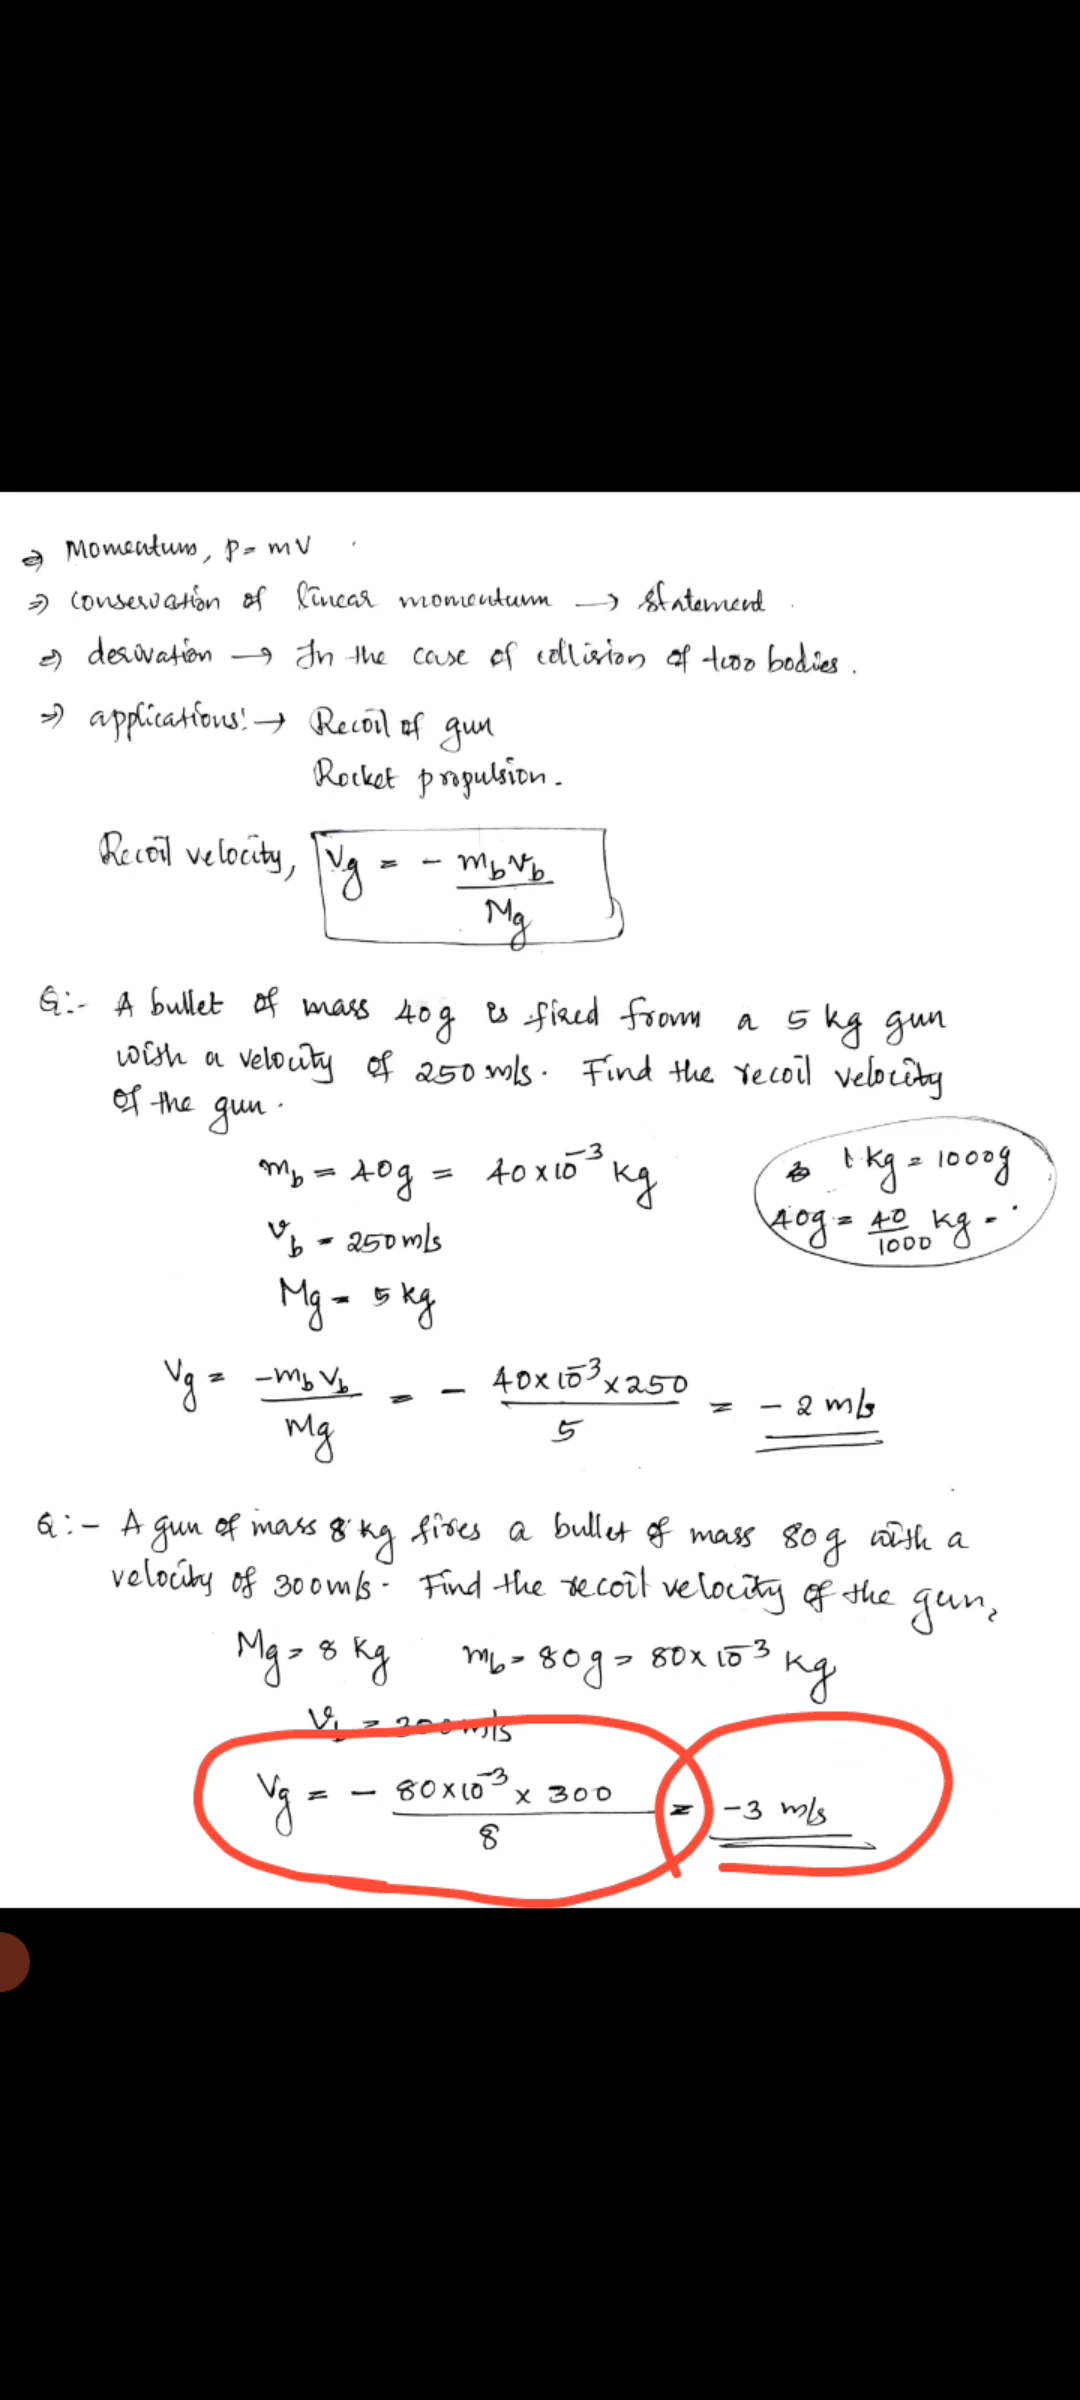 ⇒ Momentum, P = mV
⇒ conservation of linear momentum → statement.
⇒ derivation → In the case of collision of two bodies.
⇒ applications:→ Recoil of gun
Rocket propulsion.
Recoil velocity, Vg = - mbvb / Mg
Q:- A bullet of mass 40g is fired from a 5 kg gun
with a velocity of 250 m/s. Find the recoil velocity
of the gun.
mb = 40g = 40×10⁻³ kg
1 kg = 1000g
vb = 250 m/s
40g = 40/1000 kg =
Mg = 5 kg
Vg = -mbVb / Mg = - 40×10⁻³×250 / 5 = - 2 m/s
Q:- A gun of mass 8 kg fires a bullet of mass 80g with a
velocity of 300m/s. Find the recoil velocity of the gun.
Mg = 8 Kg mb = 80g = 80×10⁻³ kg
vb = 300m/s
Vg = - 80×10⁻³ × 300 / 8 = -3 m/s